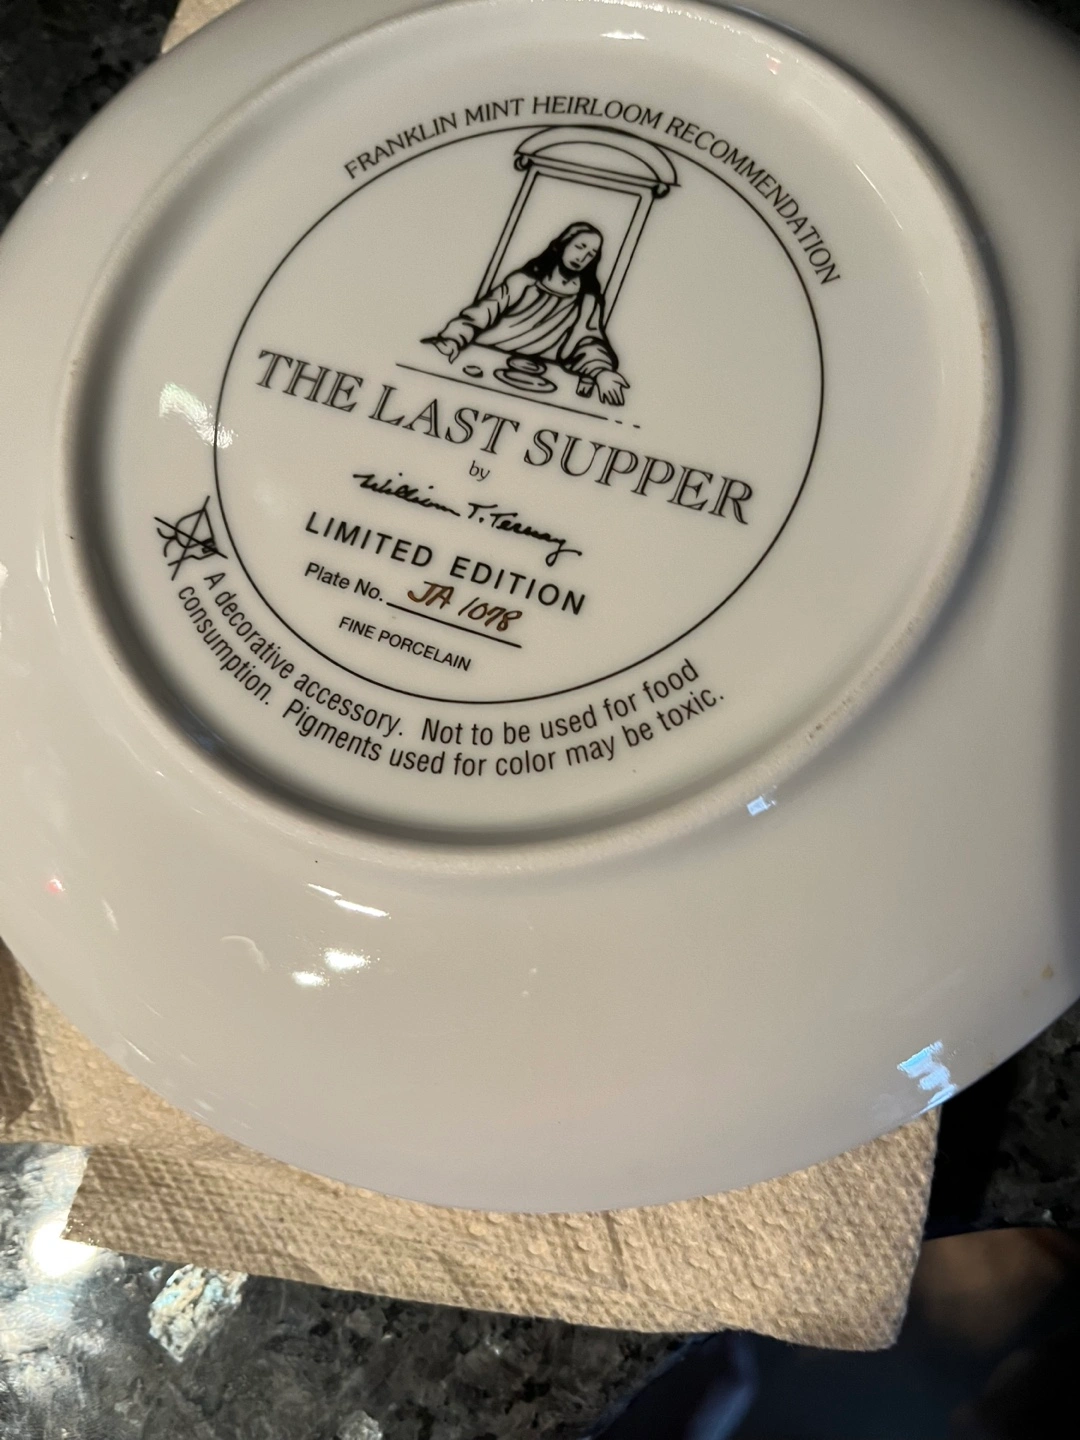 FRANKLIN MINT HEIRLOOM RECOMMENDATION
THE LAST SUPPER
by
William T. Ternay
LIMITED EDITION
Plate No. JA 1078
FINE PORCELAIN
A decorative accessory. Not to be used for food
consumption. Pigments used for color may be toxic.